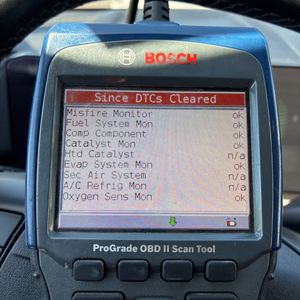 BOSCH
Since DTCs Cleared
Misfire Monitor ok
Fuel System Mon ok
Comp Component ok
Catalyst Mon ok
Htd Catalyst n/a
Evap System Mon ok
Sec Air System n/a
A/C Refrig Mon n/a
Oxygen Sens Mon ok
ProGrade OBD II Scan Tool